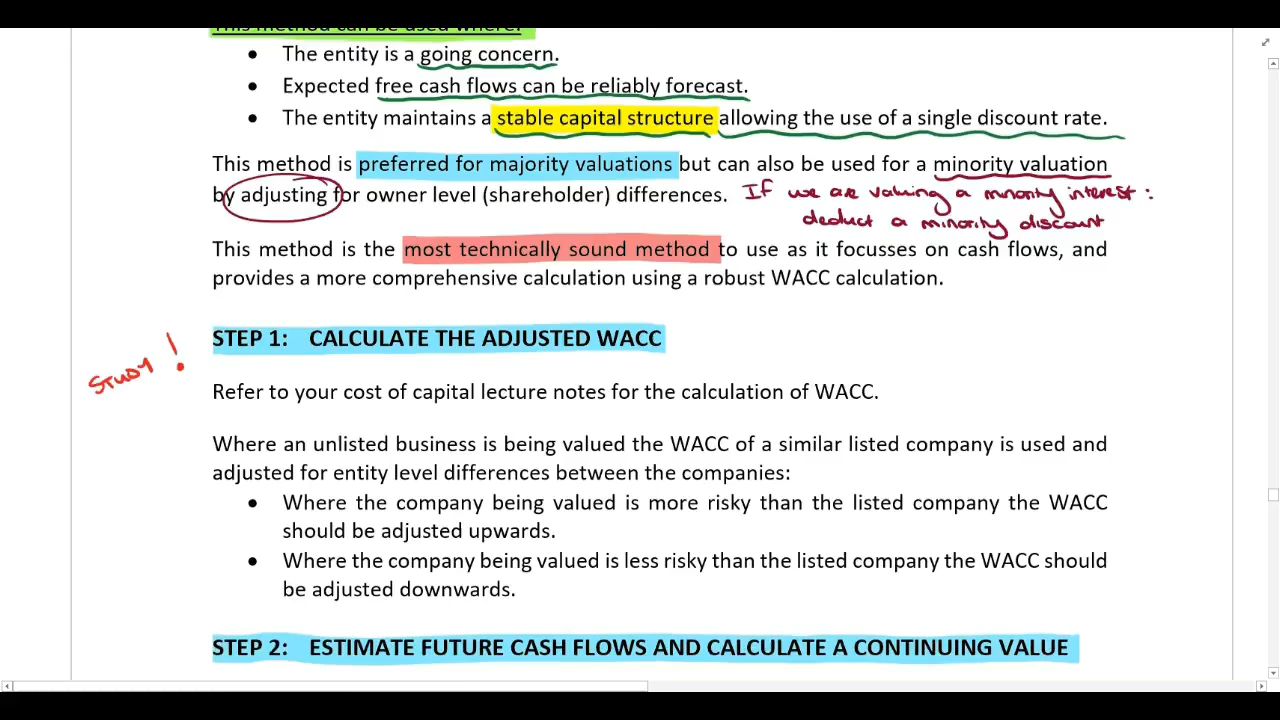 This method can be used where:
• The entity is a going concern.
• Expected free cash flows can be reliably forecast.
• The entity maintains a stable capital structure allowing the use of a single discount rate.
This method is preferred for majority valuations but can also be used for a minority valuation
by adjusting for owner level (shareholder) differences. If we are valuing a minority interest :
deduct a minority discount
This method is the most technically sound method to use as it focusses on cash flows, and
provides a more comprehensive calculation using a robust WACC calculation.
STEP 1: CALCULATE THE ADJUSTED WACC
STUDY !
Refer to your cost of capital lecture notes for the calculation of WACC.
Where an unlisted business is being valued the WACC of a similar listed company is used and
adjusted for entity level differences between the companies:
• Where the company being valued is more risky than the listed company the WACC
should be adjusted upwards.
• Where the company being valued is less risky than the listed company the WACC should
be adjusted downwards.
STEP 2: ESTIMATE FUTURE CASH FLOWS AND CALCULATE A CONTINUING VALUE